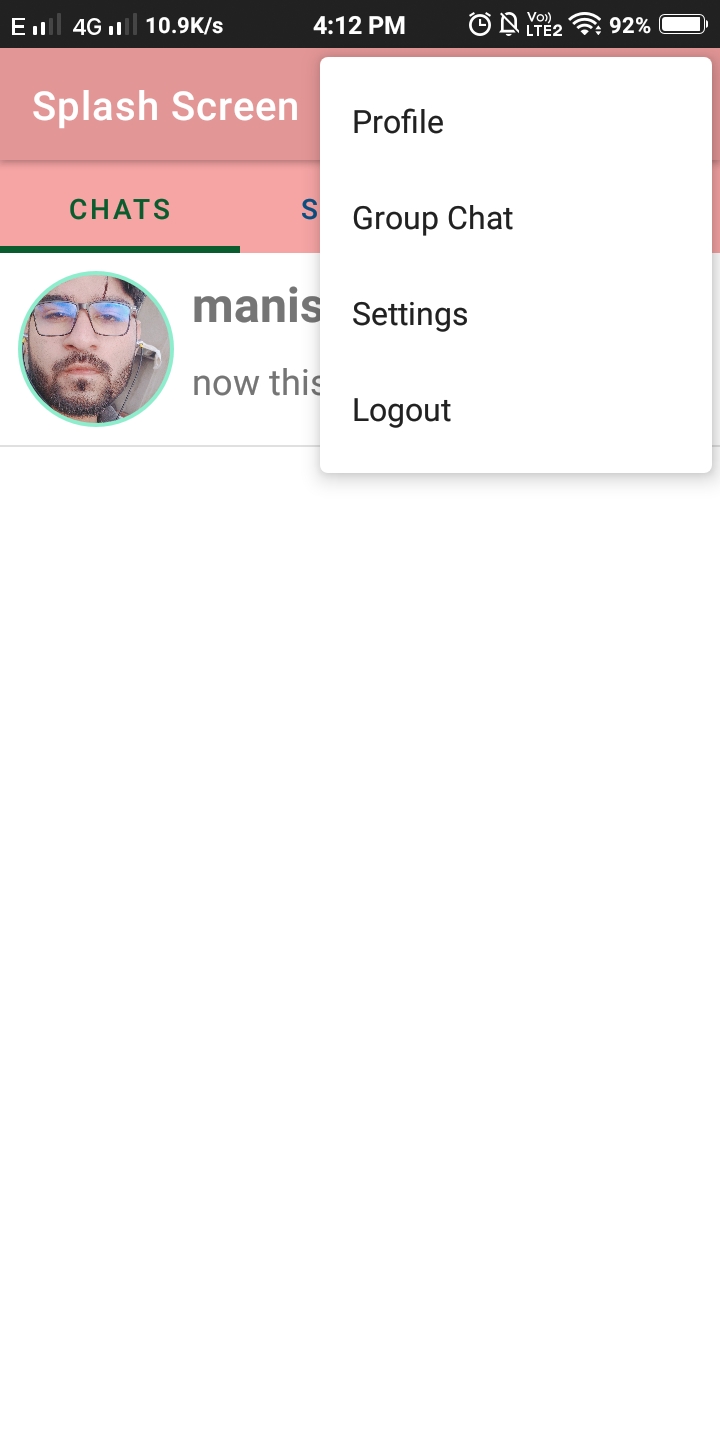 E 4G 10.9K/s 4:12 PM Vo)) LTE2 92%
Splash Screen
CHATS S
manis
now this
Profile
Group Chat
Settings
Logout